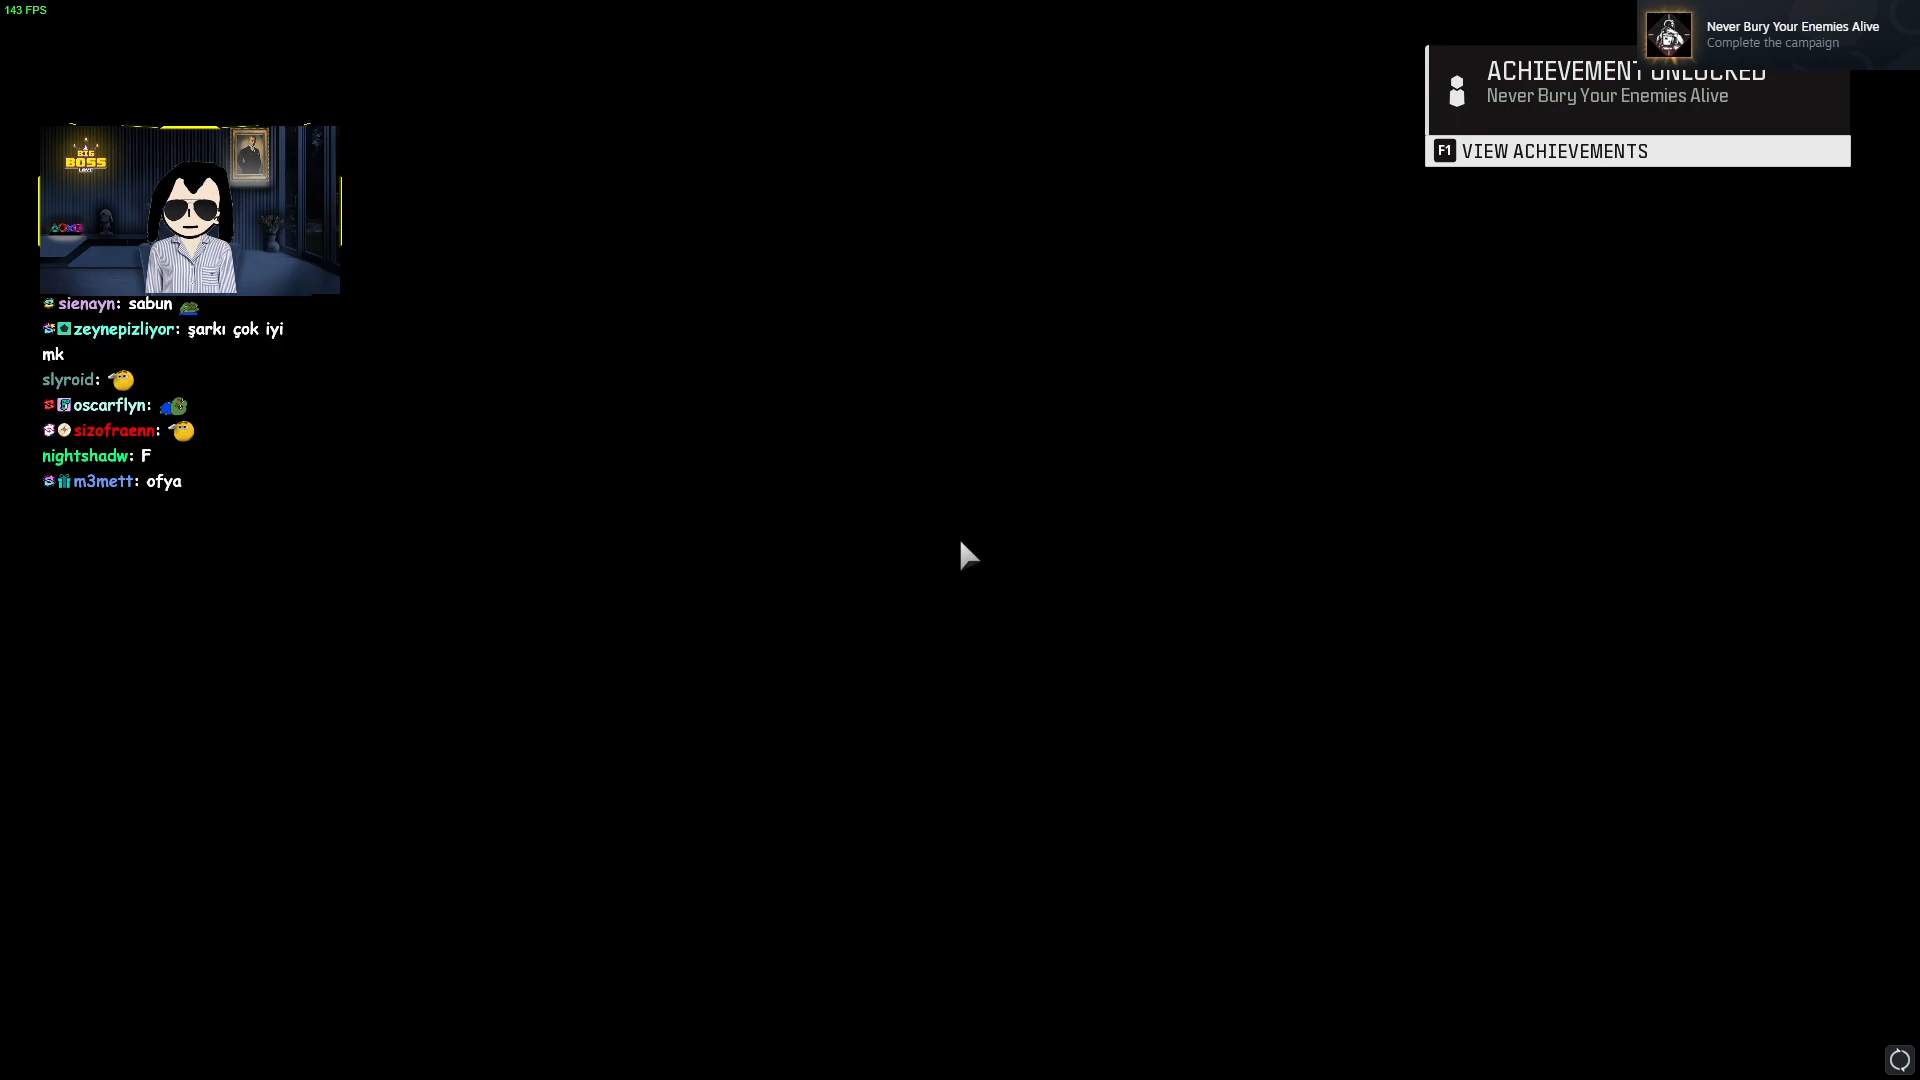 143 FPS
Never Bury Your Enemies Alive
Complete the campaign
ACHIEVEMENT UNLOCKED
Never Bury Your Enemies Alive
F1 VIEW ACHIEVEMENTS
BIG
BOSS
sienayn: sabun
zeynepizliyor: şarkı çok iyi
mk
slyroid:
oscarflyn:
sizofraenn:
nightshadw: F
m3mett: ofya